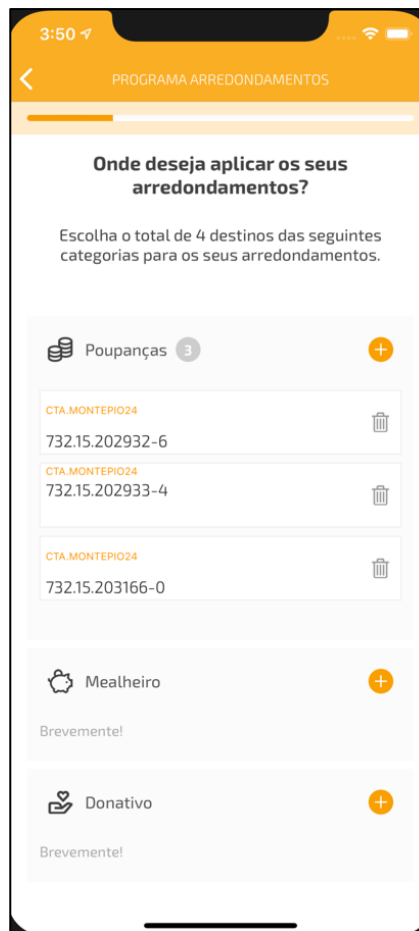 3:50
PROGRAMA ARREDONDAMENTOS
Onde deseja aplicar os seus
arredondamentos?
Escolha o total de 4 destinos das seguintes
categorias para os seus arredondamentos.
Poupanças 3
CTA.MONTEPIO24
732.15.202932-6
CTA.MONTEPIO24
732.15.202933-4
CTA.MONTEPIO24
732.15.203166-0
Mealheiro
Brevemente!
Donativo
Brevemente!